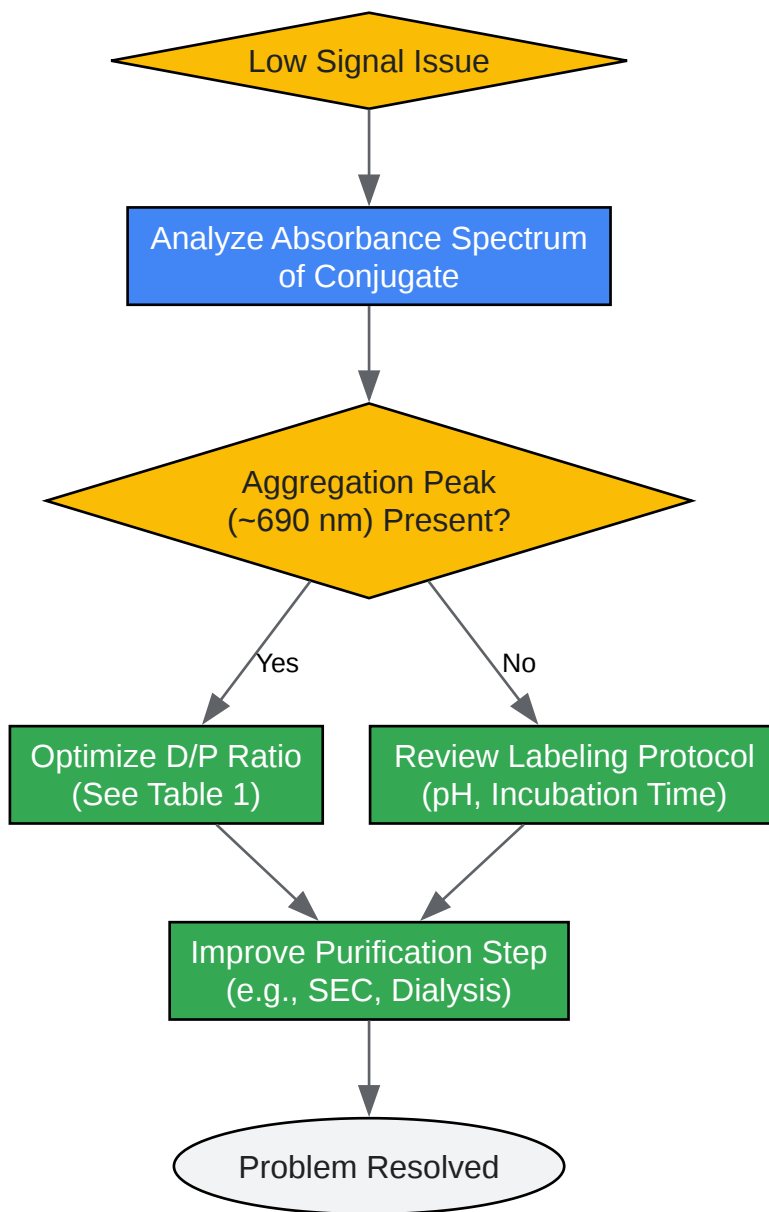 Low Signal Issue
Analyze Absorbance Spectrum
of Conjugate
Aggregation Peak
(~690 nm) Present?
Yes
No
Optimize D/P Ratio
(See Table 1)
Review Labeling Protocol
(pH, Incubation Time)
Improve Purification Step
(e.g., SEC, Dialysis)
Problem Resolved